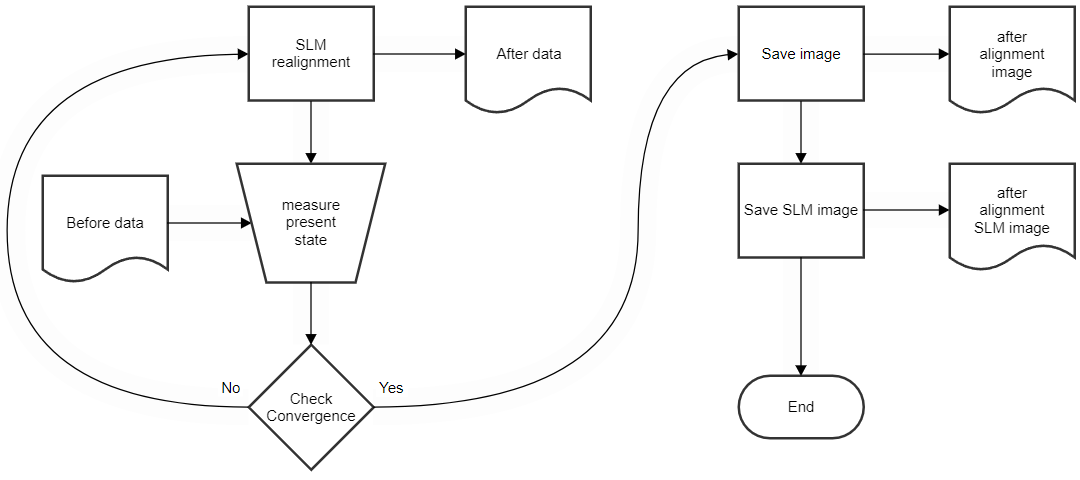 SLM
realignment
After data
Save image
after
alignment
image
Before data
measure
present
state
Save SLM image
after
alignment
SLM image
No
Yes
Check
Convergence
End